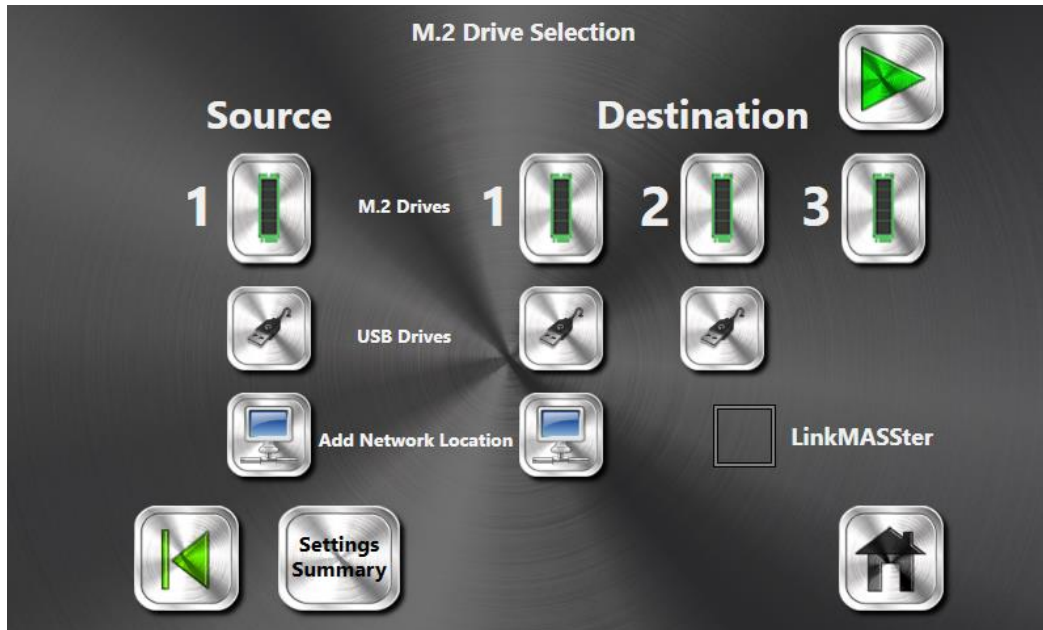 M.2 Drive Selection
Source
Destination
1
M.2 Drives
1
2
3
USB Drives
Add Network Location
LinkMASSter
Settings
Summary